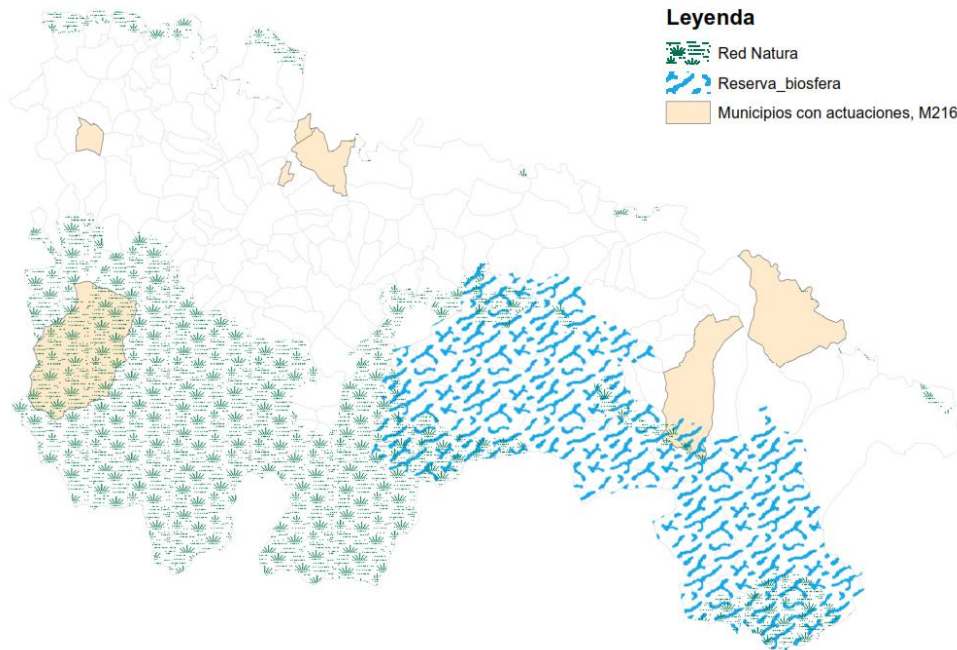 Leyenda
Red Natura
Reserva_biosfera
Municipios con actuaciones, M216